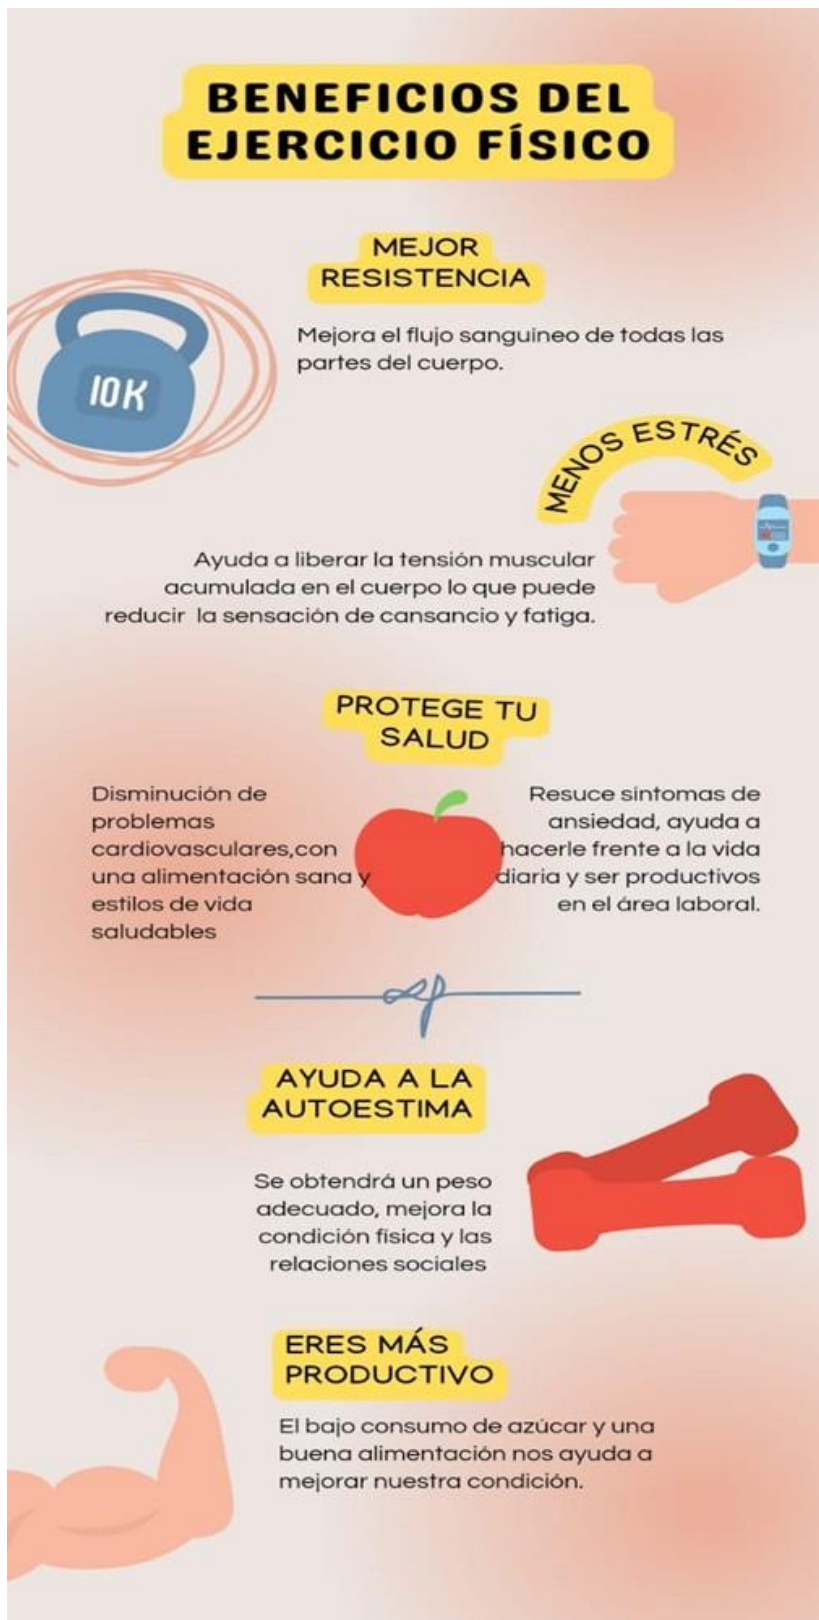 BENEFICIOS DEL
EJERCICIO FÍSICO
MEJOR
RESISTENCIA
Mejora el flujo sanguíneo de todas las
partes del cuerpo.
10K
MENOS ESTRÉS
Ayuda a liberar la tensión muscular
acumulada en el cuerpo lo que puede
reducir la sensación de cansancio y fatiga.
PROTEGE TU
SALUD
Disminución de
problemas
cardiovasculares,con
una alimentación sana y
estilos de vida
saludables
Resuce síntomas de
ansiedad, ayuda a
hacerle frente a la vida
diaria y ser productivos
en el área laboral.
AYUDA A LA
AUTOESTIMA
Se obtendrá un peso
adecuado, mejora la
condición física y las
relaciones sociales
ERES MÁS
PRODUCTIVO
El bajo consumo de azúcar y una
buena alimentación nos ayuda a
mejorar nuestra condición.